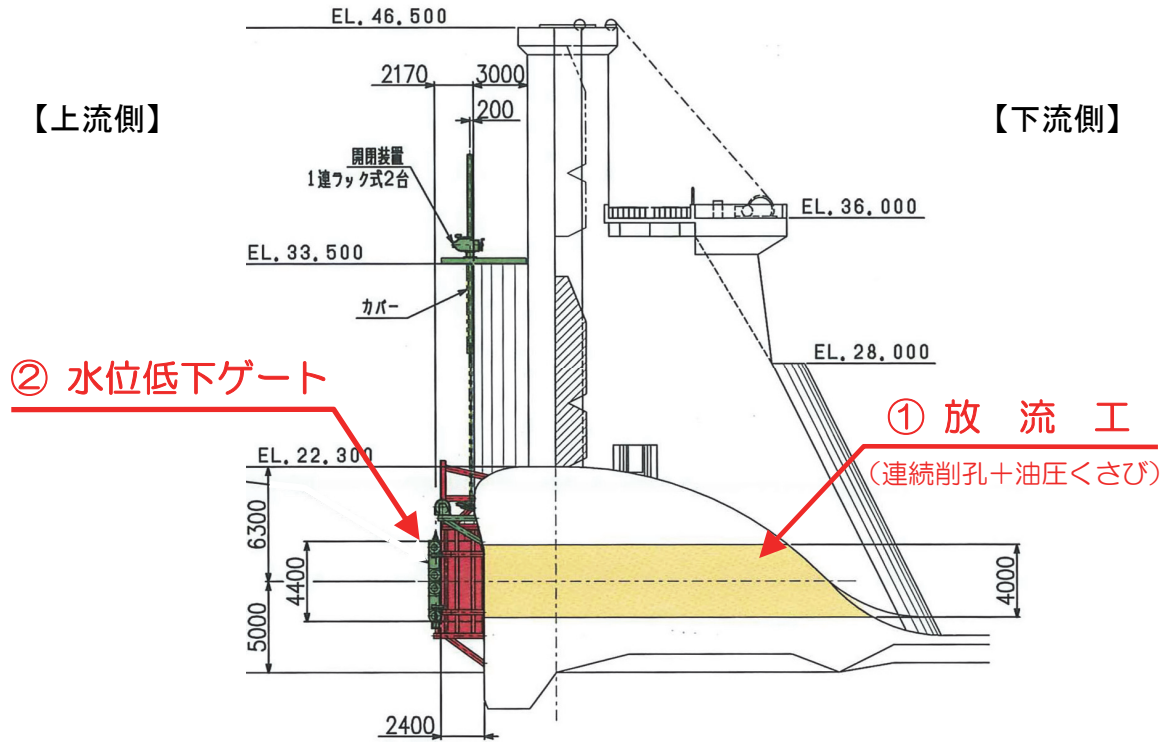 EL.46.500
2170
3000
【上流側】
【下流側】
200
開閉装置
1連ラック式2台
EL.36.000
EL.33.500
カバー
EL.28.000
② 水位低下ゲート
① 放 流 工
(連続削孔+油圧くさび)
EL.22.300
6300
4400
4000
5000
2400